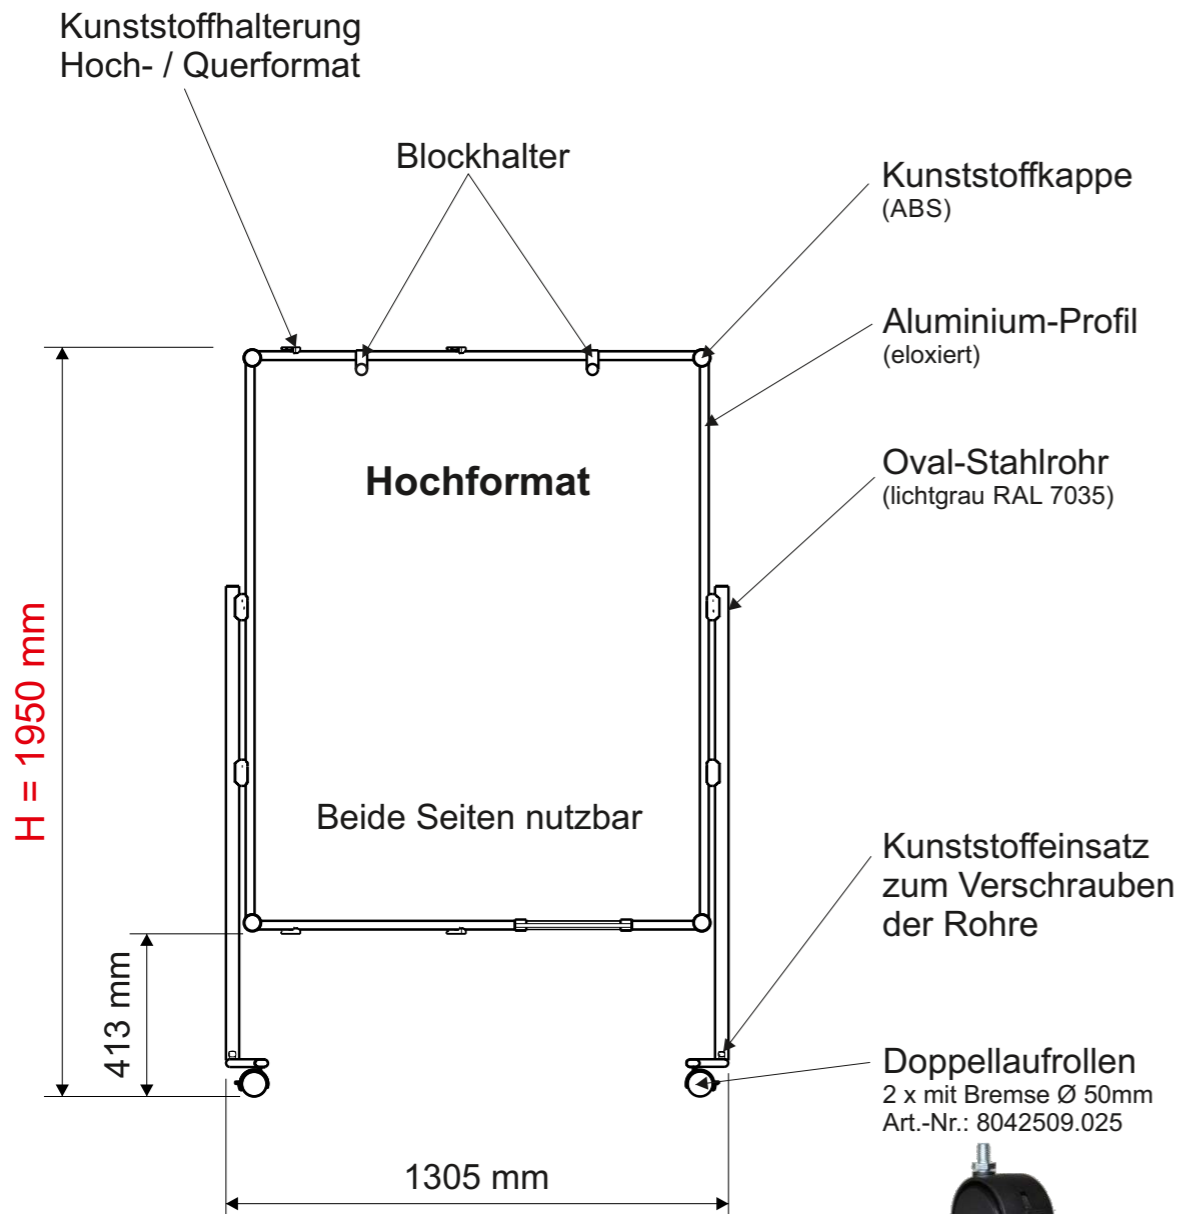 Kunststoffhalterung
Hoch- / Querformat
Blockhalter
Kunststoffkappe
(ABS)
Aluminium-Profil
(eloxiert)
Oval-Stahlrohr
(lichtgrau RAL 7035)
Hochformat
H = 1950 mm
Beide Seiten nutzbar
Kunststoffeinsatz
zum Verschrauben
der Rohre
413 mm
Doppellaufrollen
2 x mit Bremse Ø 50mm
Art.-Nr.: 8042509.025
1305 mm